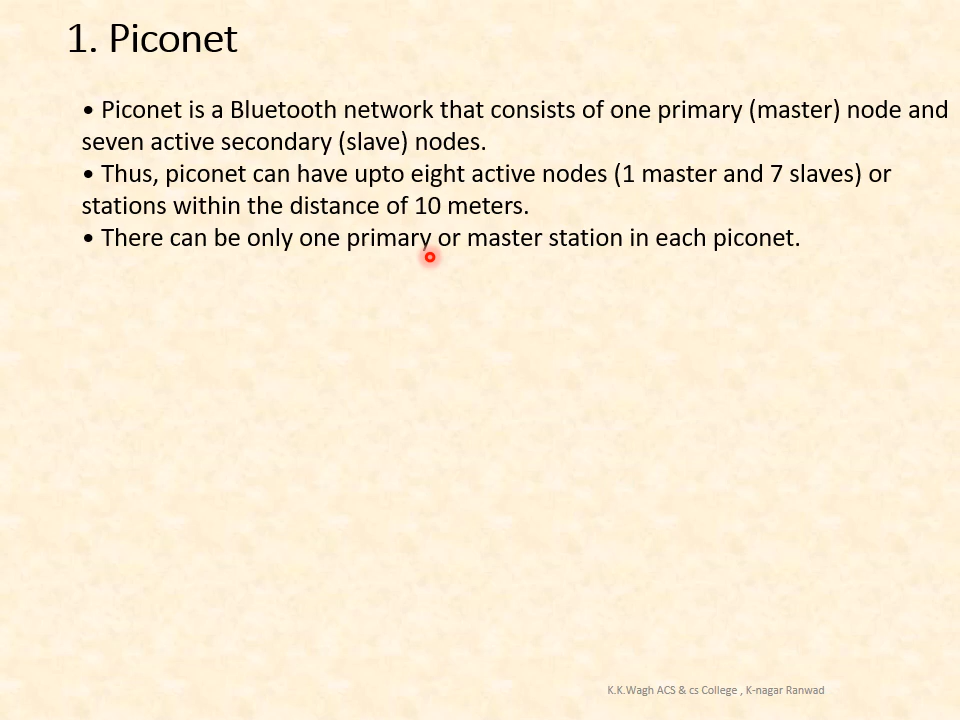 1. Piconet
• Piconet is a Bluetooth network that consists of one primary (master) node and
seven active secondary (slave) nodes.
• Thus, piconet can have upto eight active nodes (1 master and 7 slaves) or
stations within the distance of 10 meters.
• There can be only one primary or master station in each piconet.
K.K.Wagh ACS & cs College , K-nagar Ranwad